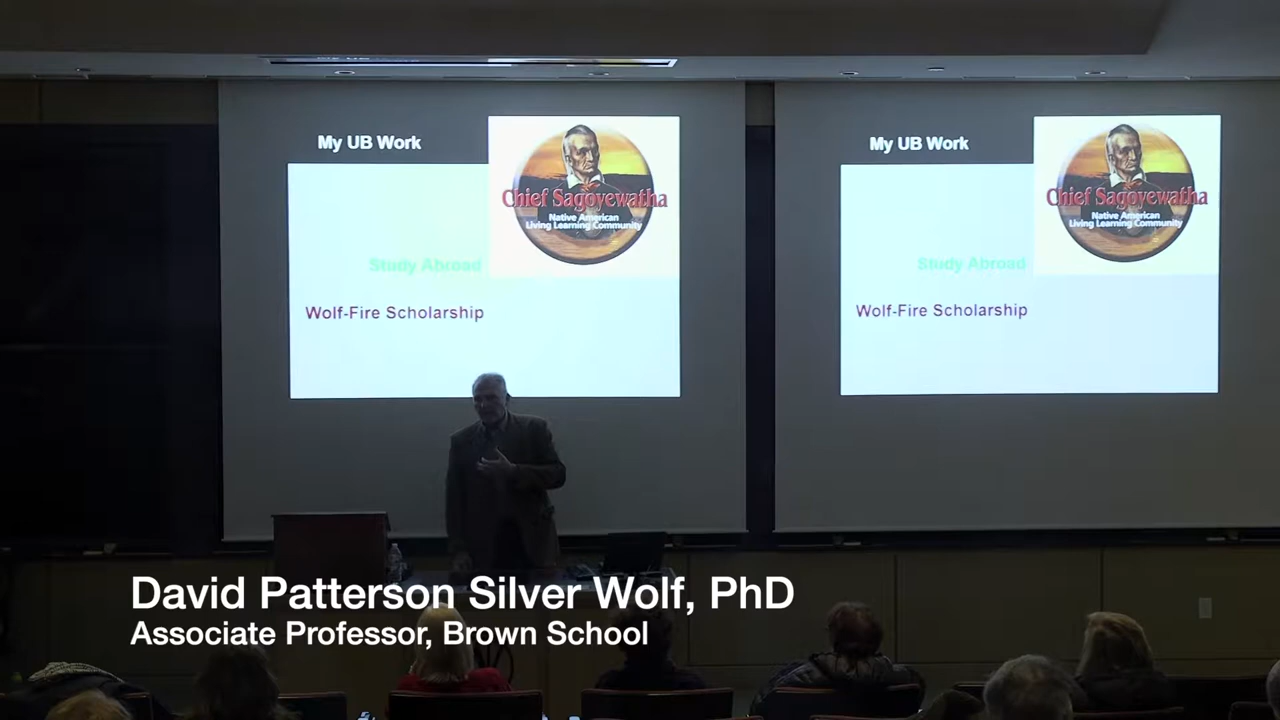 My UB Work
Chief Sagoyewatha
Native American
Living Learning Community
Study Abroad
Wolf-Fire Scholarship
My UB Work
Chief Sagoyewatha
Native American
Living Learning Community
Study Abroad
Wolf-Fire Scholarship
David Patterson Silver Wolf, PhD
Associate Professor, Brown School